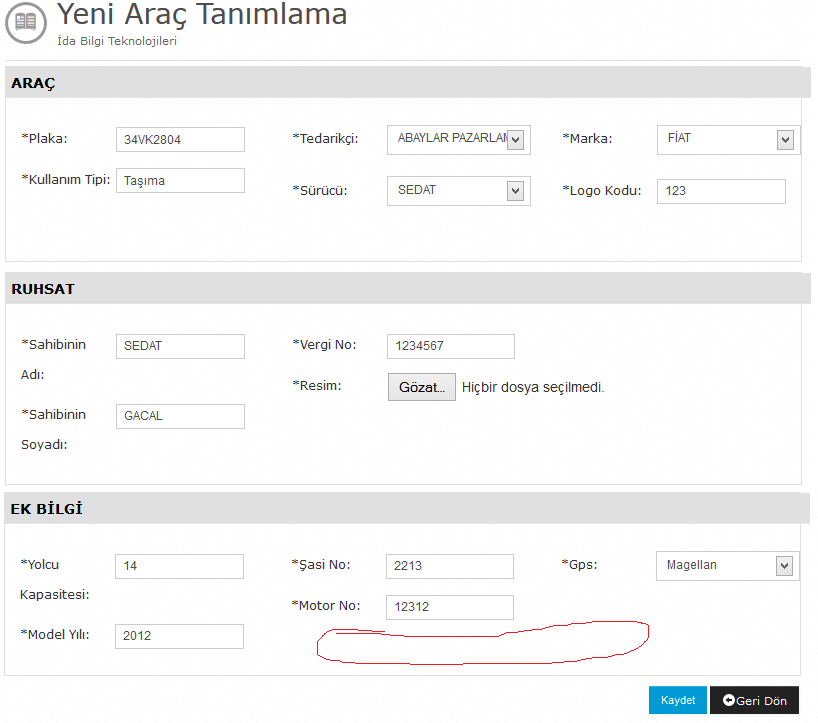 Yeni Araç Tanımlama
İda Bilgi Teknolojileri
ARAÇ
*Plaka: 34VK2804 *Tedarikçi: ABAYLAR PAZARLAM *Marka: FİAT
*Kullanım Tipi: Taşıma *Sürücü: SEDAT *Logo Kodu: 123
RUHSAT
*Sahibinin Adı: SEDAT *Vergi No: 1234567
*Resim: Gözat... Hiçbir dosya seçilmedi.
*Sahibinin Soyadı: GACAL
EK BİLGİ
*Yolcu Kapasitesi: 14 *Şasi No: 2213 *Gps: Magellan
*Motor No: 12312
*Model Yılı: 2012
Kaydet Geri Dön